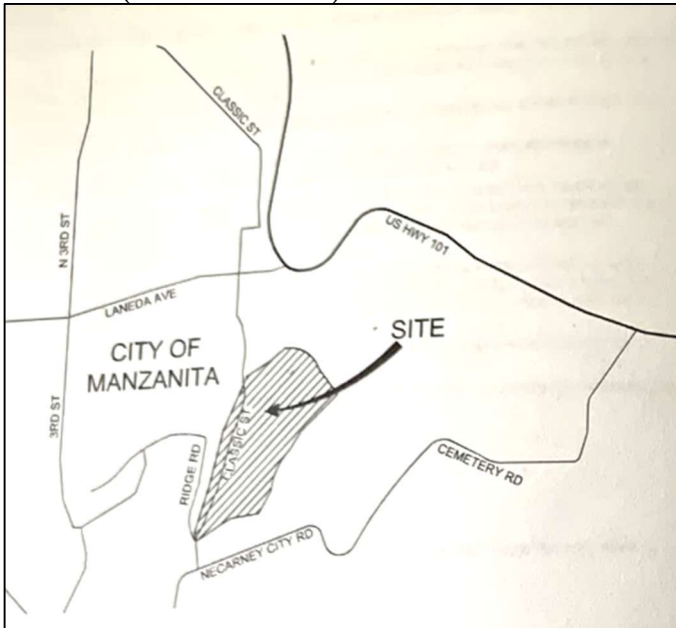 CLASSIC ST
US HWY 101
N 3RD ST
LANEDA AVE
SITE
CITY OF
MANZANITA
3RD ST
CLASSIC ST
RIDGE RD
CEMETERY RD
NECARNEY CITY RD